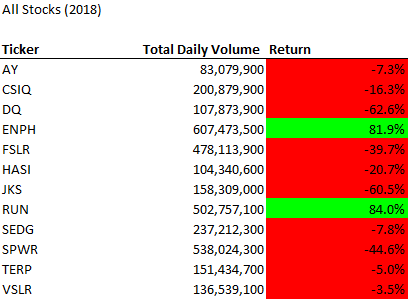 All Stocks (2018)
Ticker Total Daily Volume Return
AY 83,079,900 -7.3%
CSIQ 200,879,900 -16.3%
DQ 107,873,900 -62.6%
ENPH 607,473,500 81.9%
FSLR 478,113,900 -39.7%
HASI 104,340,600 -20.7%
JKS 158,309,000 -60.5%
RUN 502,757,100 84.0%
SEDG 237,212,300 -7.8%
SPWR 538,024,300 -44.6%
TERP 151,434,700 -5.0%
VSLR 136,539,100 -3.5%